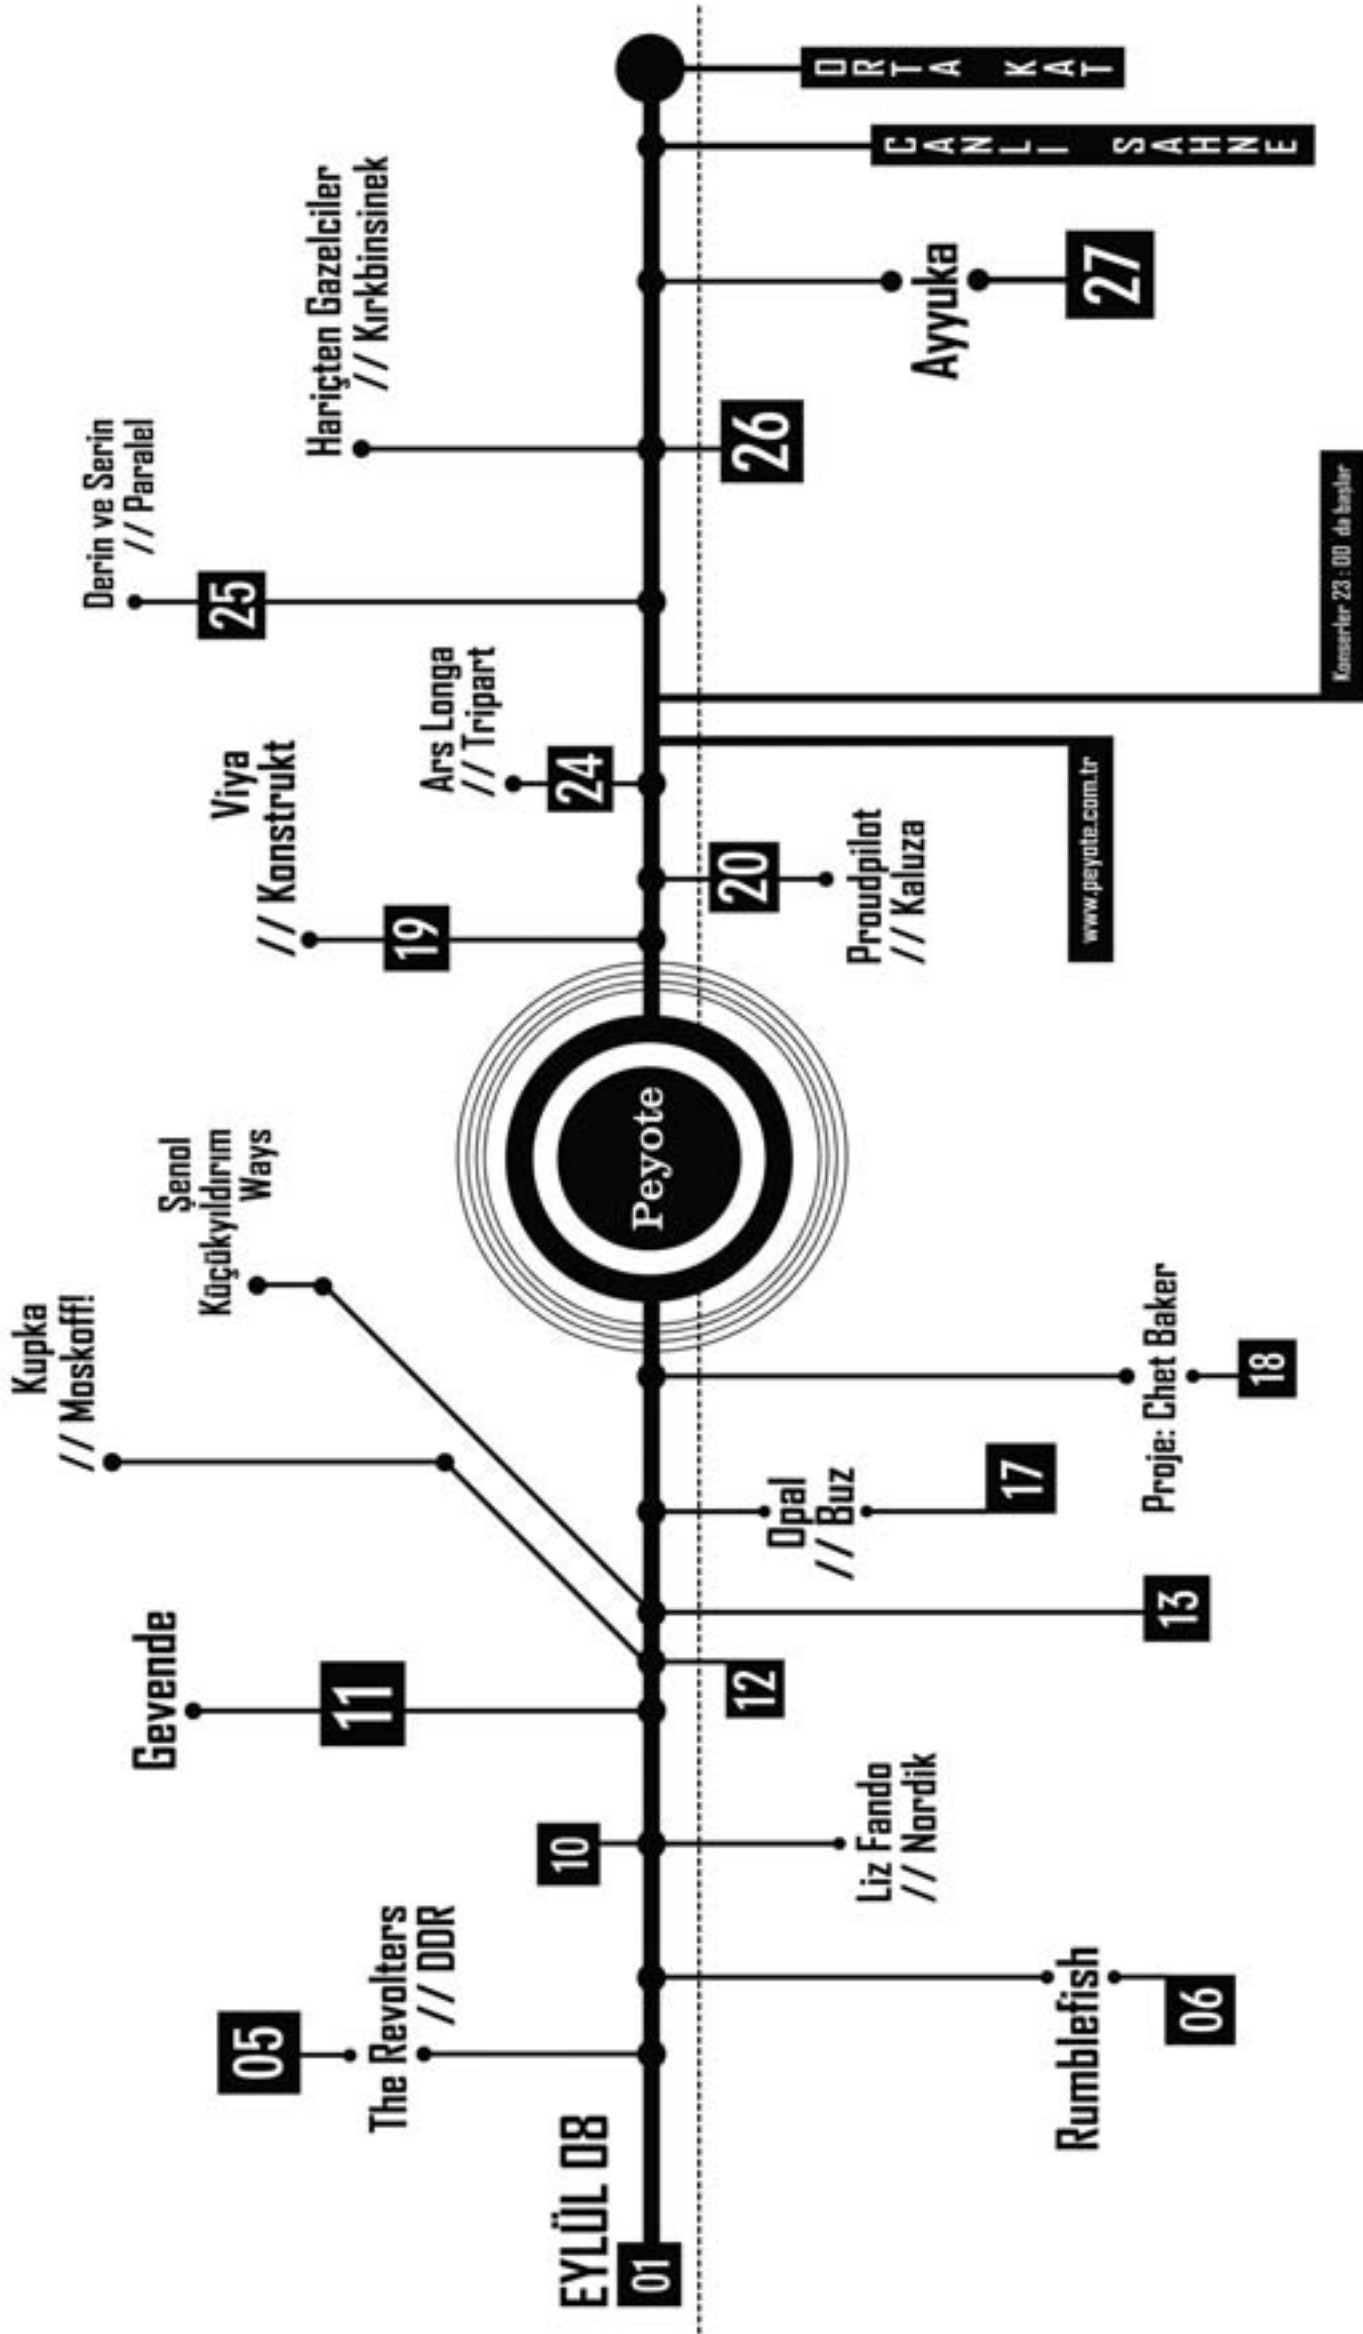 EYLÜL 08
01
05
The Revolters
// DDR
Rumblefish
06
10
Liz Fando
// Nordik
Gevende
11
Kupka
// Moskoff!
12
Şenol
Küçükyıldırım
Ways
13
Opal
// Buz
17
Proje: Chet Baker
18
Peyote
Viya
// Konstrukt
19
20
Proudpilot
// Kaluza
Ars Longa
// Tripart
24
www.peyote.com.tr
Konserler 23:00 da başlar
Derin ve Serin
// Paralel
25
Hariçten Gazelciler
// Kırkbinsinek
26
Ayyuka
27
CANLI SAHNE
ORTA KAT